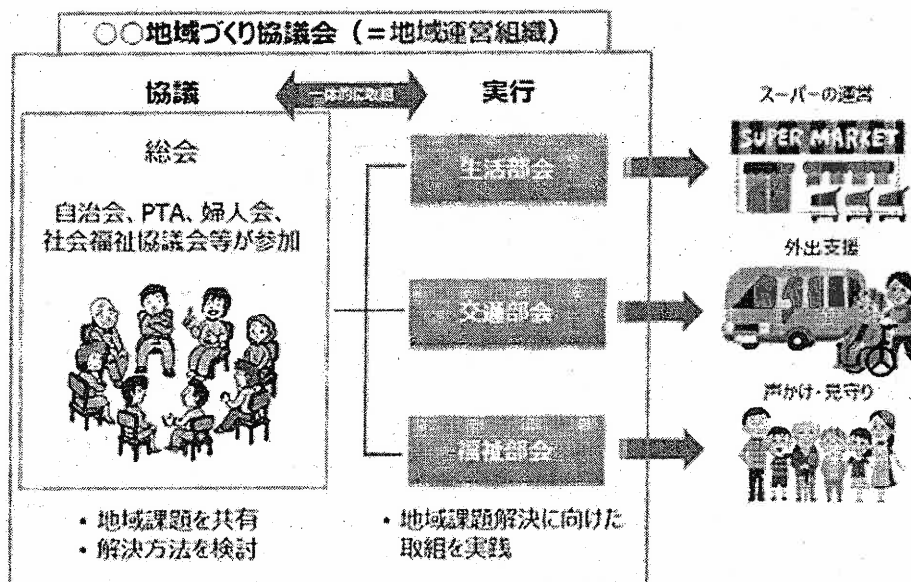 ○○地域づくり協議会（＝地域運営組織）
協議
一体的に取組
実行
総会
自治会、PTA、婦人会、
社会福祉協議会等が参加
生活部会
交通部会
福祉部会
スーパーの運営
SUPER MARKET
外出支援
声かけ・見守り
・地域課題を共有
・解決方法を検討
・地域課題解決に向けた
取組を実践